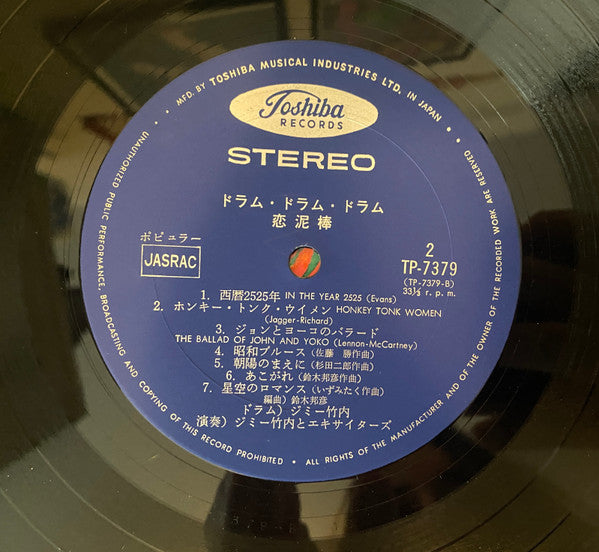 MFD. BY TOSHIBA MUSICAL INDUSTRIES LTD. IN JAPAN
Toshiba
RECORDS
STEREO
ドラム・ドラム・ドラム
恋泥棒
ポピュラー
JASRAC
2
TP-7379
(TP-7379-B)
33⅓ r. p. m.
1. 西暦2525年 IN THE YEAR 2525 (Evans)
2. ホンキー・トンク・ウイメン HONKEY TONK WOMEN
(Jagger-Richard)
3. ジョンとヨーコのバラード
THE BALLAD OF JOHN AND YOKO (Lennon-McCartney)
4. 昭和ブルース (佐藤 勝作曲)
5. 朝陽のまえに (杉田二郎作曲)
6. あこがれ (鈴木邦彦作曲)
7. 星空のロマンス (いずみたく作曲)
編曲) 鈴木邦彦
ドラム) ジミー竹内
演奏) ジミー竹内とエキサイターズ
UNAUTHORIZED PUBLIC PERFORMANCE, BROADCASTING AND COPYING OF THIS RECORD PROHIBITED • ALL RIGHTS OF THE MANUFACTURER AND OF THE OWNER OF THE RECORDED WORK ARE RESERVED.